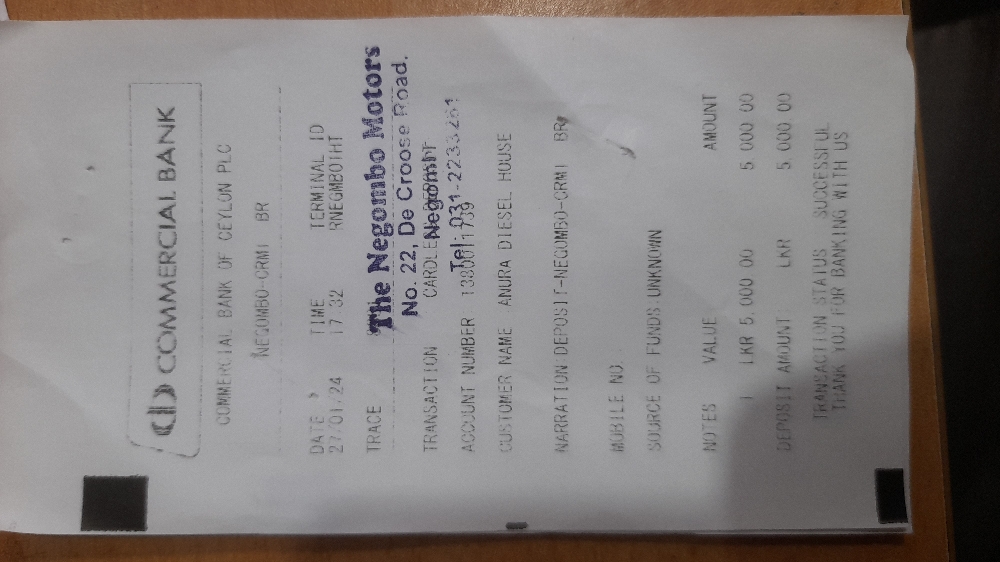 COMMERCIAL BANK
COMMERCIAL BANK OF CEYLON PLC
NEGOMBO-CRM1 BR
DATE TIME TERMINAL ID
27/01/24 17:32 RNEGMBO1HT
TRACE
The Negombo Motors
No. 22, De Croose Road,
Negombo
Tel: 031-2233261
TRANSACTION
ACCOUNT NUMBER
CUSTOMER NAME ANURA DIESEL HOUSE
NARRATION:DEPOSIT-NEGOMBO-CRM1 BR
MOBILE NO.
SOURCE OF FUNDS:UNKNOWN
NOTES VALUE AMOUNT
1 LKR 5,000.00 5,000.00
DEPOSIT AMOUNT LKR 5,000.00
TRANSACTION STATUS SUCCESSFUL
THANK YOU FOR BANKING WITH US